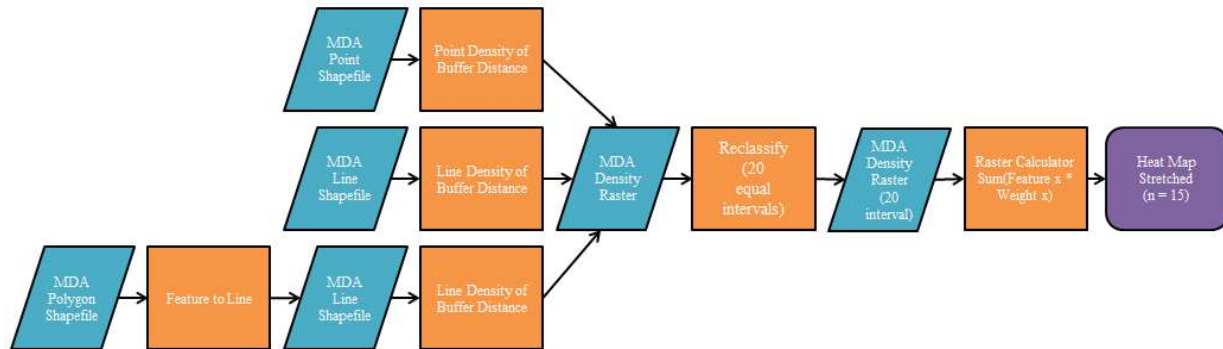 MDA
Point
Shapefile
Point Density of
Buffer Distance
MDA
Line
Shapefile
Line Density of
Buffer Distance
MDA
Density
Raster
Reclassify
(20
equal
intervals)
MDA
Density
Raster
(20
interval)
Raster Calculator
Sum(Feature x *
Weight x)
Heat Map
Stretched
(n = 15)
MDA
Polygon
Shapefile
Feature to Line
MDA
Line
Shapefile
Line Density of
Buffer Distance